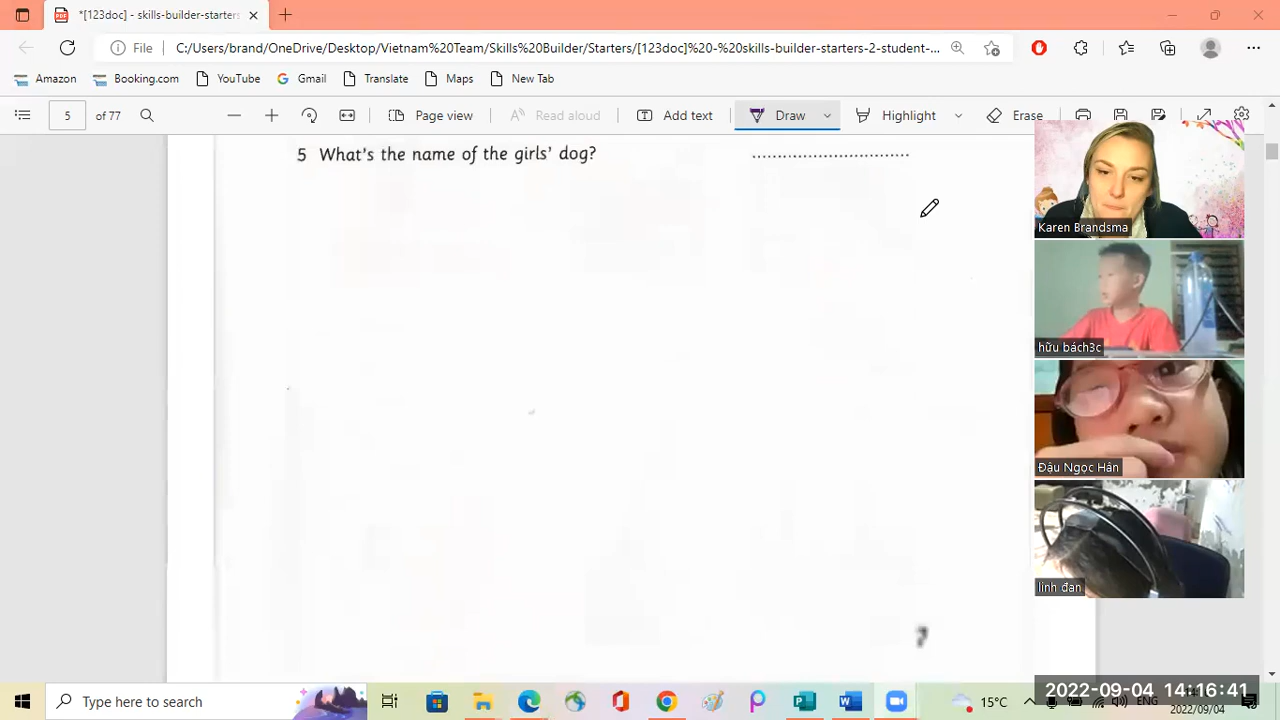 *[123doc] - skills-builder-starters
File
C:/Users/brand/OneDrive/Desktop/Vietnam%20Team/Skills%20Builder/Starters/[123doc]%20-%20skills-builder-starters-2-student-...
Amazon
Booking.com
YouTube
Gmail
Translate
Maps
New Tab
5 of 77
Page view
Read aloud
Add text
Draw
Highlight
Erase
5 What's the name of the girls' dog? ................................
7
Karen Brandsma
hữu bách3c
Đậu Ngọc Hân
linh đan
Type here to search
15°C
ENG
2022-09-04 14:16:41
2022/09/04